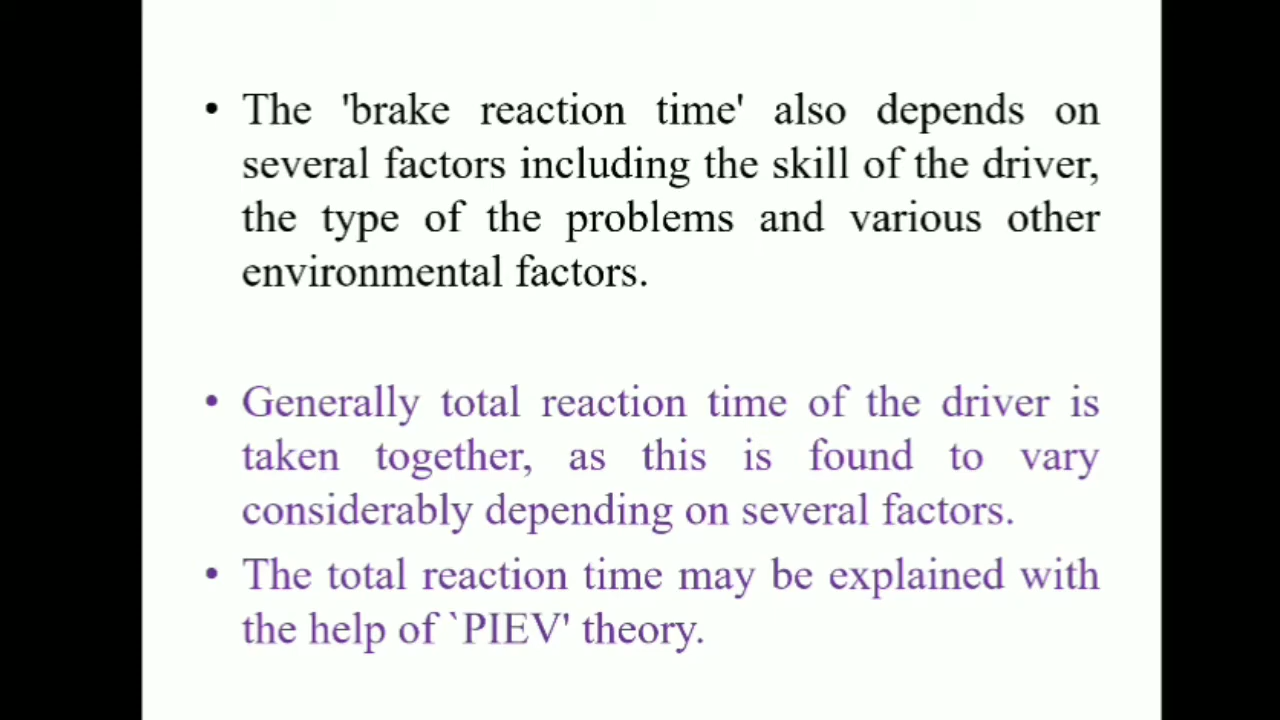 • The 'brake reaction time' also depends on
several factors including the skill of the driver,
the type of the problems and various other
environmental factors.
• Generally total reaction time of the driver is
taken together, as this is found to vary
considerably depending on several factors.
• The total reaction time may be explained with
the help of `PIEV' theory.